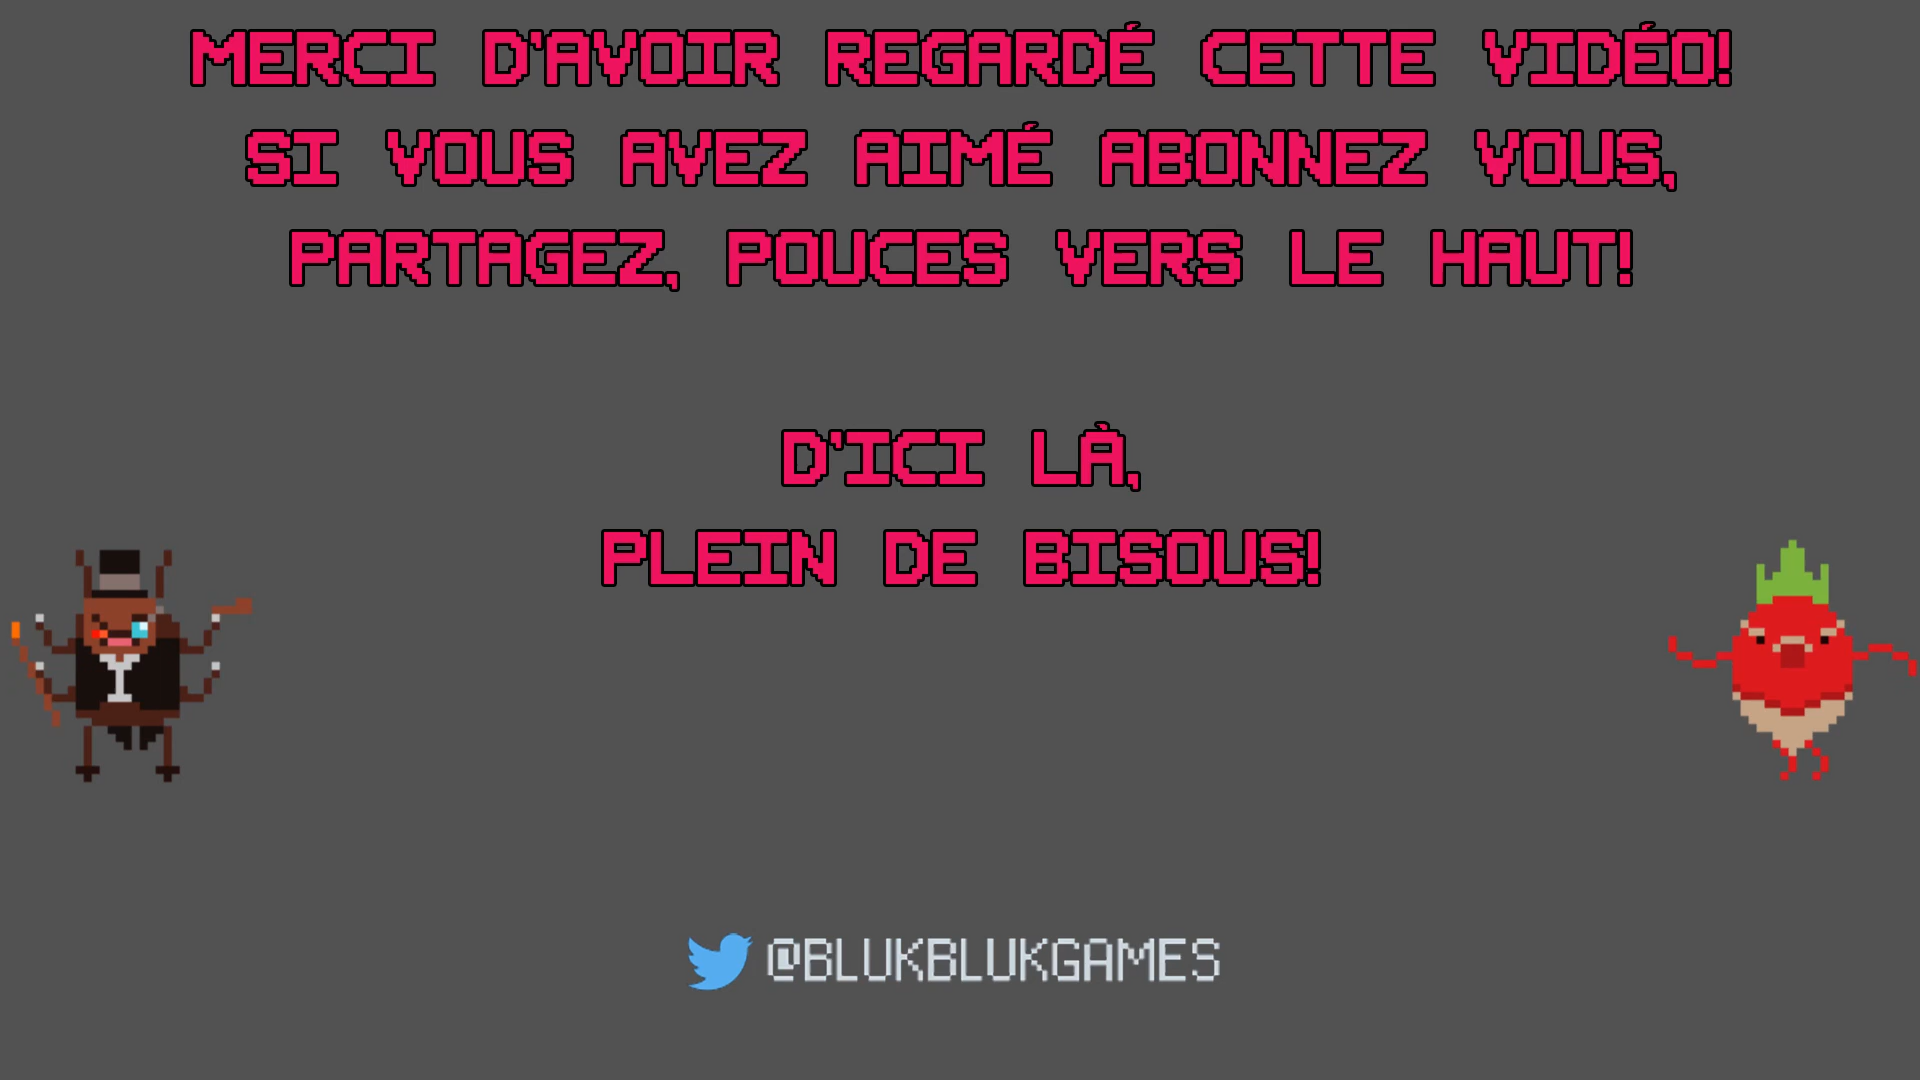 MERCI D'AVOIR REGARDÉ CETTE VIDÉO!
SI VOUS AVEZ AIMÉ ABONNEZ VOUS,
PARTAGEZ, POUCES VERS LE HAUT!
D'ICI LÀ,
PLEIN DE BISOUS!
@BLUKBLUKGAMES